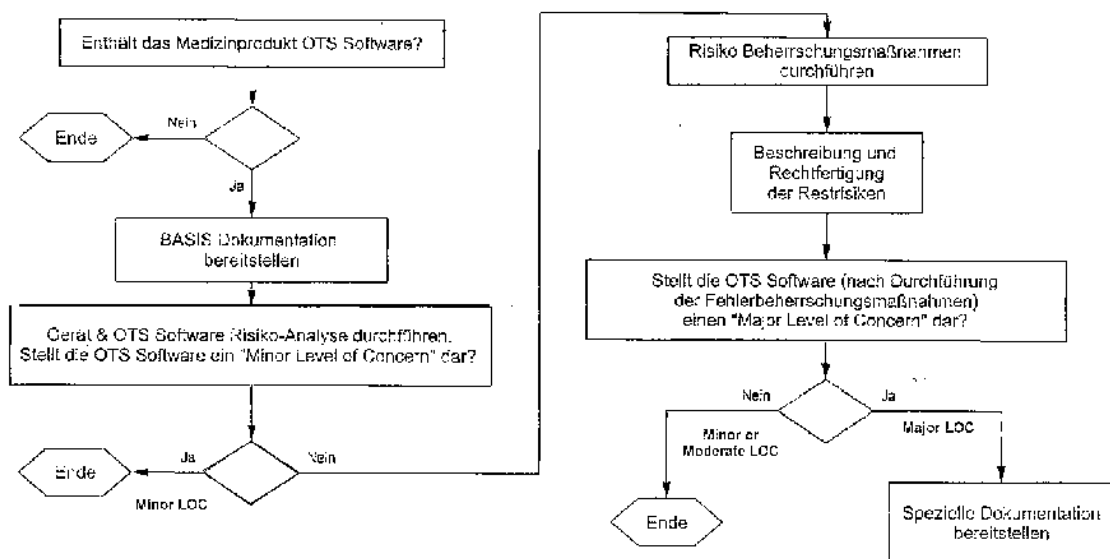 Enthält das Medizinprodukt OTS Software?
Nein
Ende
Ja
BASIS Dokumentation
bereitstellen
Gerät & OTS Software Risiko-Analyse durchführen.
Stellt die OTS Software ein "Minor Level of Concern" dar?
Ja
Nein
Ende
Minor LOC
Risiko Beherrschungsmaßnahmen
durchführen
Beschreibung und
Rechtfertigung
der Restrisiken
Stellt die OTS Software (nach Durchführung
der Fehlerbeherrschungsmaßnahmen)
einen "Major Level of Concern" dar?
Nein
Ja
Minor or
Moderate LOC
Major LOC
Ende
Spezielle Dokumentation
bereitstellen